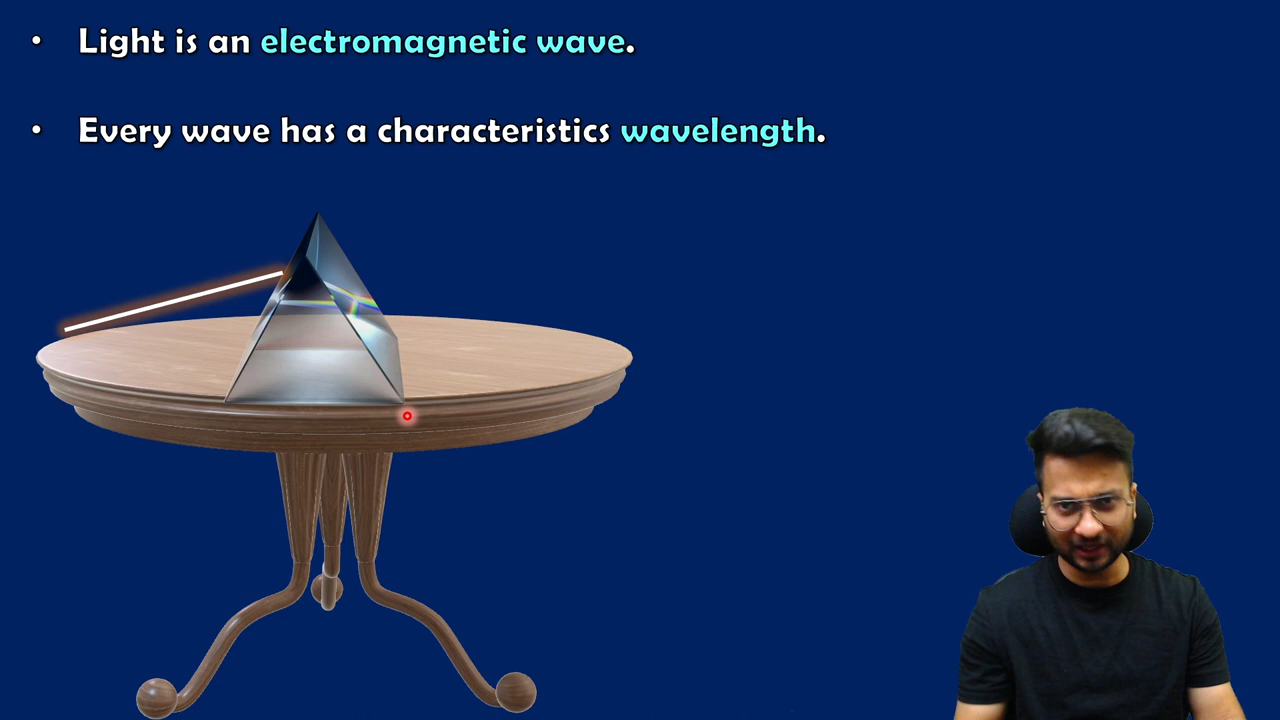 • Light is an electromagnetic wave.
• Every wave has a characteristics wavelength.